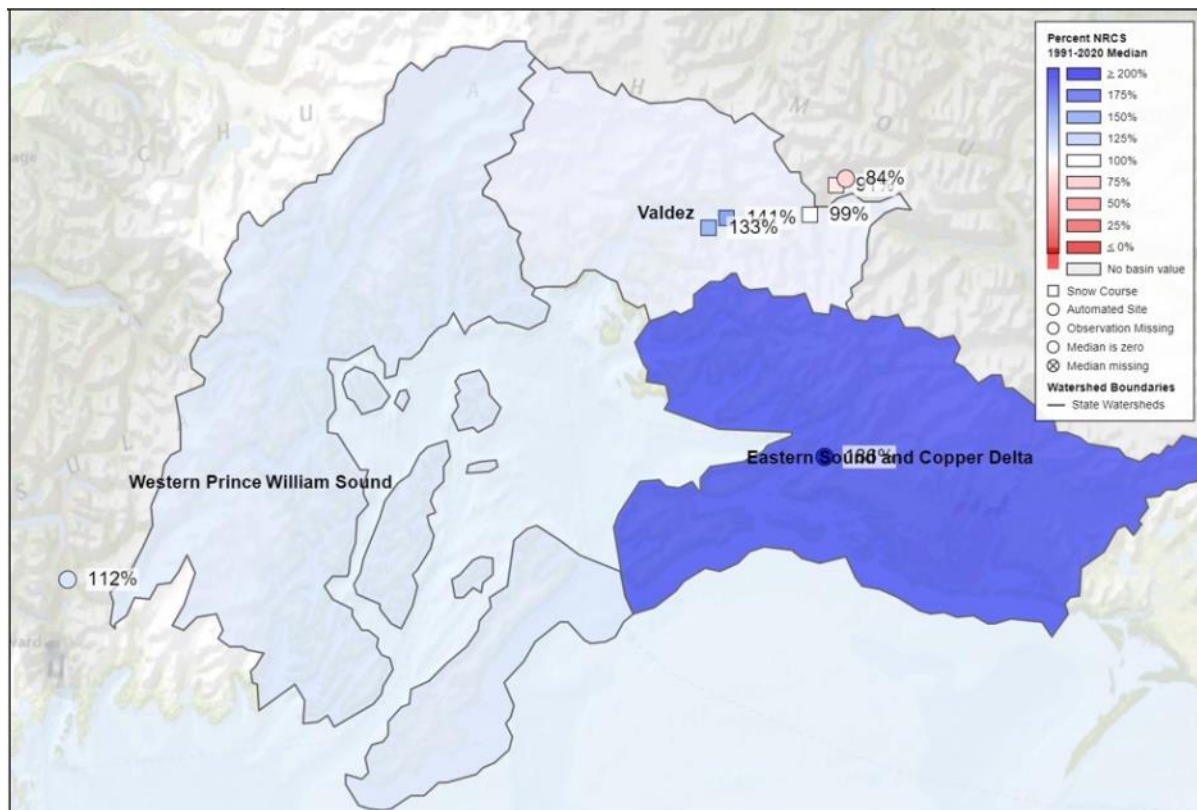 Percent NRCS
1991-2020 Median
≥ 200%
175%
150%
125%
100%
75%
50%
25%
≤ 0%
No basin value
Snow Course
Automated Site
Observation Missing
Median is zero
Median missing
Watershed Boundaries
State Watersheds
C H U
84%
Valdez
141%
133%
99%
Eastern Sound and Copper Delta
Western Prince William Sound
112%